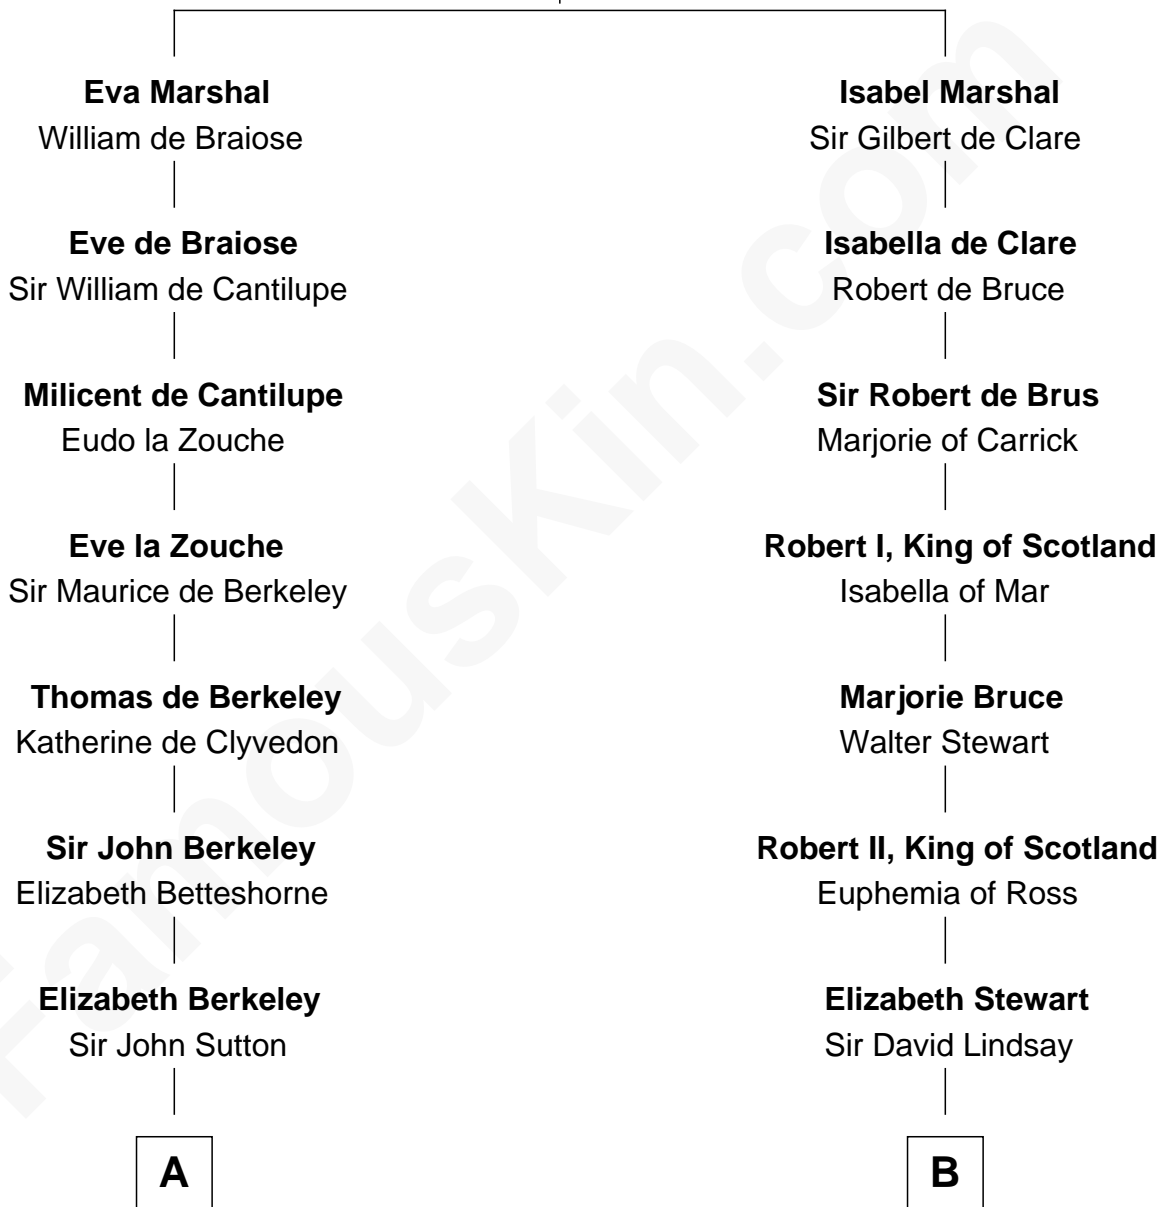 Eva Marshal
William de Braiose
Eve de Braiose
Sir William de Cantilupe
Milicent de Cantilupe
Eudo la Zouche
Eve la Zouche
Sir Maurice de Berkeley
Thomas de Berkeley
Katherine de Clyvedon
Sir John Berkeley
Elizabeth Betteshorne
Elizabeth Berkeley
Sir John Sutton
A
Isabel Marshal
Sir Gilbert de Clare
Isabella de Clare
Robert de Bruce
Sir Robert de Brus
Marjorie of Carrick
Robert I, King of Scotland
Isabella of Mar
Marjorie Bruce
Walter Stewart
Robert II, King of Scotland
Euphemia of Ross
Elizabeth Stewart
Sir David Lindsay
B
FamousKin.com